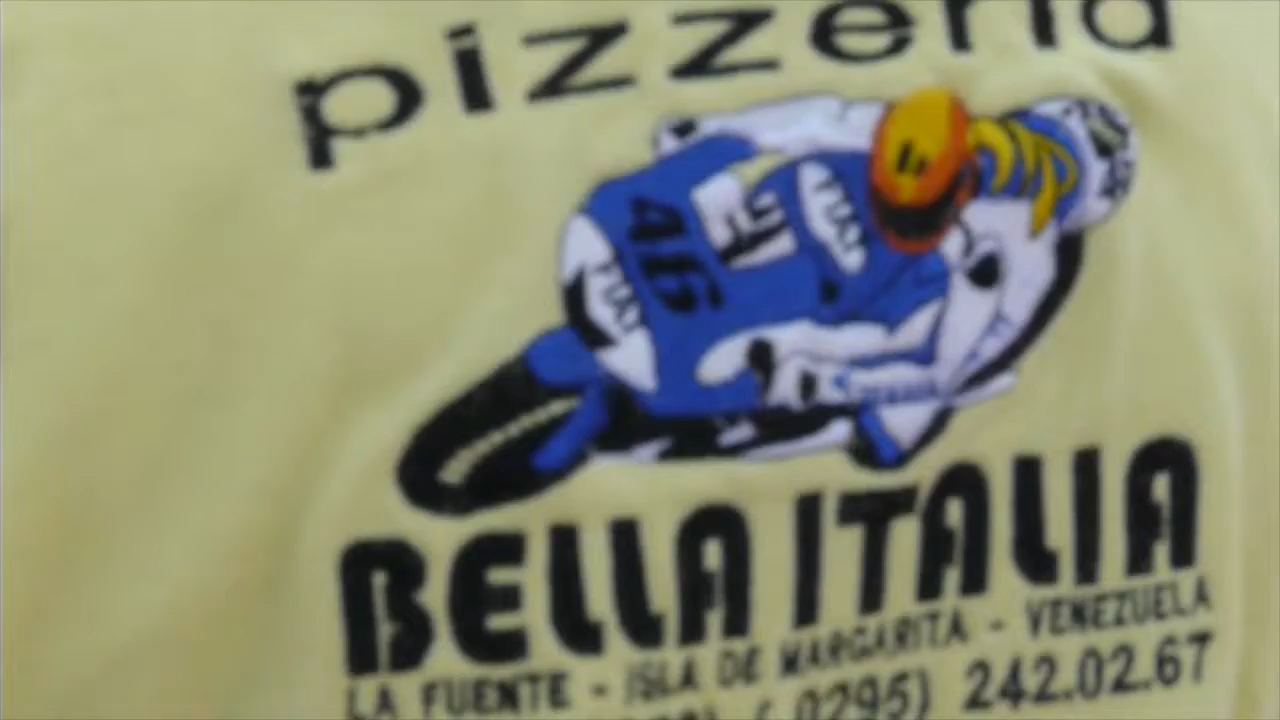 pizzeria
46
BELLA ITALIA
LA FUENTE - ISLA DE MARGARITA - VENEZUELA
(0295) 242.02.67